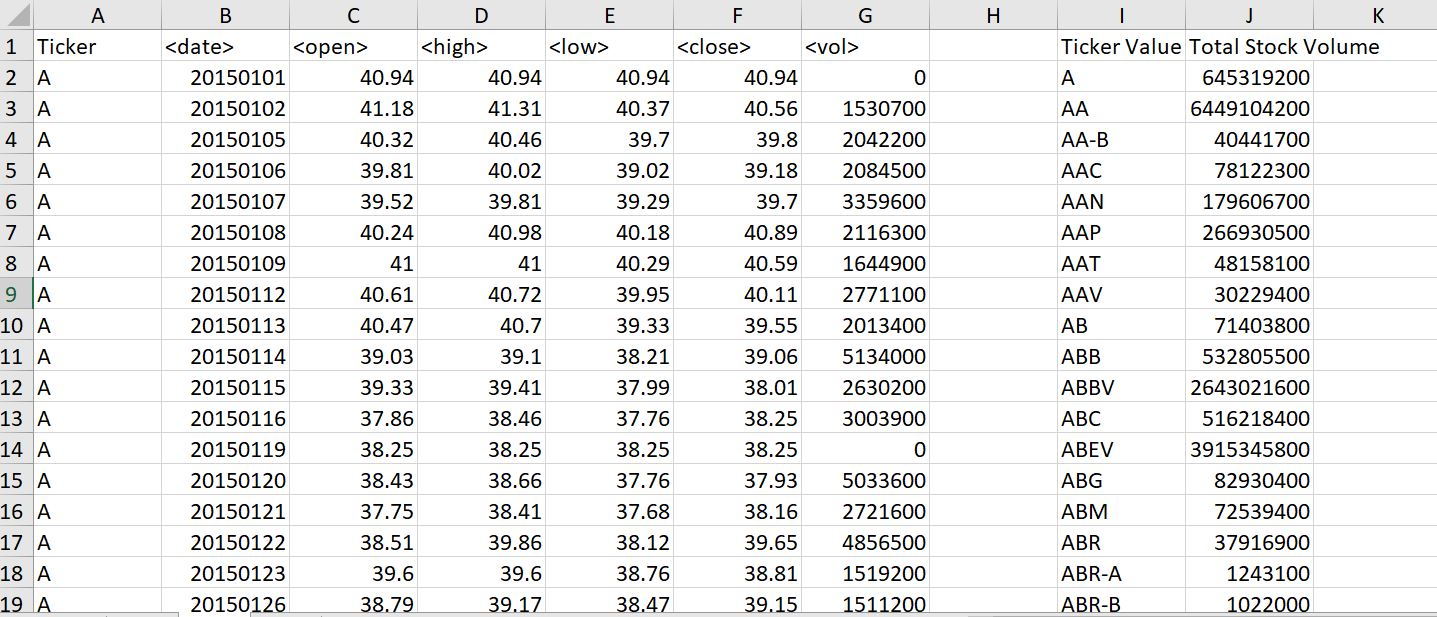 A B C D E F G H I J K
1 Ticker <date> <open> <high> <low> <close> <vol> Ticker Value Total Stock Volume
2 A 20150101 40.94 40.94 40.94 40.94 0 A 645319200
3 A 20150102 41.18 41.31 40.37 40.56 1530700 AA 6449104200
4 A 20150105 40.32 40.46 39.7 39.8 2042200 AA-B 40441700
5 A 20150106 39.81 40.02 39.02 39.18 2084500 AAC 78122300
6 A 20150107 39.52 39.81 39.29 39.7 3359600 AAN 179606700
7 A 20150108 40.24 40.98 40.18 40.89 2116300 AAP 266930500
8 A 20150109 41 41 40.29 40.59 1644900 AAT 48158100
9 A 20150112 40.61 40.72 39.95 40.11 2771100 AAV 30229400
10 A 20150113 40.47 40.7 39.33 39.55 2013400 AB 71403800
11 A 20150114 39.03 39.1 38.21 39.06 5134000 ABB 532805500
12 A 20150115 39.33 39.41 37.99 38.01 2630200 ABBV 2643021600
13 A 20150116 37.86 38.46 37.76 38.25 3003900 ABC 516218400
14 A 20150119 38.25 38.25 38.25 38.25 0 ABEV 3915345800
15 A 20150120 38.43 38.66 37.76 37.93 5033600 ABG 82930400
16 A 20150121 37.75 38.41 37.68 38.16 2721600 ABM 72539400
17 A 20150122 38.51 39.86 38.12 39.65 4856500 ABR 37916900
18 A 20150123 39.6 39.6 38.76 38.81 1519200 ABR-A 1243100
19 A 20150126 38.79 39.17 38.47 39.15 1511200 ABR-B 1022000